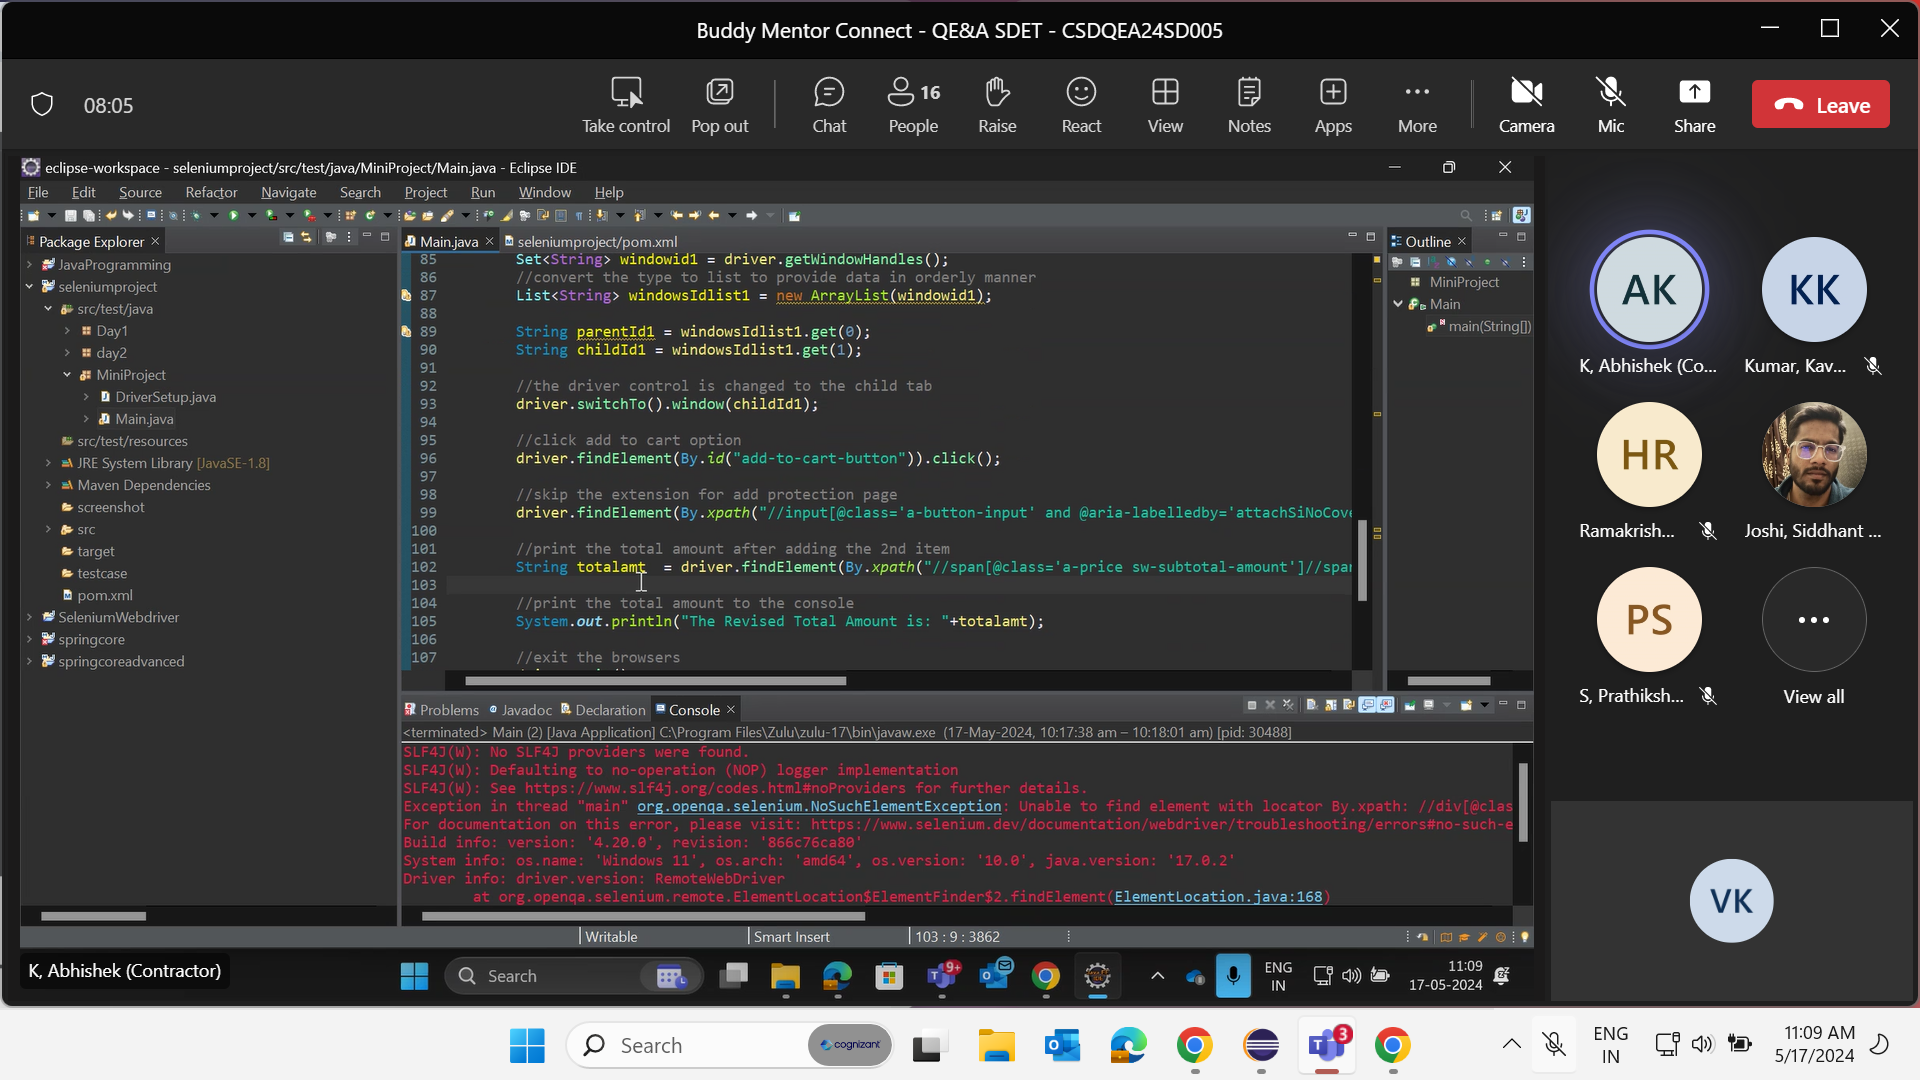 Buddy Mentor Connect - QE&A SDET - CSDQEA24SD005
08:05
Take control
Pop out
Chat
16
People
Raise
React
View
Notes
Apps
More
Camera
Mic
Share
Leave
eclipse-workspace - seleniumproject/src/test/java/MiniProject/Main.java - Eclipse IDE
File Edit Source Refactor Navigate Search Project Run Window Help
Package Explorer
JavaProgramming
seleniumproject
src/test/java
Day1
day2
MiniProject
DriverSetup.java
Main.java
src/test/resources
JRE System Library [JavaSE-1.8]
Maven Dependencies
screenshot
src
target
testcase
pom.xml
SeleniumWebdriver
springcore
springcoreadvanced
Main.java
seleniumproject/pom.xml
85 Set<String> windowid1 = driver.getWindowHandles();
86 //convert the type to list to provide data in orderly manner
87 List<String> windowsIdlist1 = new ArrayList(windowid1);
88
89 String parentId1 = windowsIdlist1.get(0);
90 String childId1 = windowsIdlist1.get(1);
91
92 //the driver control is changed to the child tab
93 driver.switchTo().window(childId1);
94
95 //click add to cart option
96 driver.findElement(By.id("add-to-cart-button")).click();
97
98 //skip the extension for add protection page
99 driver.findElement(By.xpath("//input[@class='a-button-input' and @aria-labelledby='attachSiNoCove
100
101 //print the total amount after adding the 2nd item
102 String totalamt = driver.findElement(By.xpath("//span[@class='a-price sw-subtotal-amount']//spa
103
104 //print the total amount to the console
105 System.out.println("The Revised Total Amount is: "+totalamt);
106
107 //exit the browsers
Outline
MiniProject
Main
main(String[])
Problems Javadoc Declaration Console
<terminated> Main (2) [Java Application] C:\Program Files\Zulu\zulu-17\bin\javaw.exe (17-May-2024, 10:17:38 am – 10:18:01 am) [pid: 30488]
SLF4J(W): No SLF4J providers were found.
SLF4J(W): Defaulting to no-operation (NOP) logger implementation
SLF4J(W): See https://www.slf4j.org/codes.html#noProviders for further details.
Exception in thread "main" org.openqa.selenium.NoSuchElementException: Unable to find element with locator By.xpath: //div[@clas
For documentation on this error, please visit: https://www.selenium.dev/documentation/webdriver/troubleshooting/errors#no-such-e
Build info: version: '4.20.0', revision: '866c76ca80'
System info: os.name: 'Windows 11', os.arch: 'amd64', os.version: '10.0', java.version: '17.0.2'
Driver info: driver.version: RemoteWebDriver
at org.openqa.selenium.remote.ElementLocation$ElementFinder$2.findElement(ElementLocation.java:168)
Writable
Smart Insert
103 : 9 : 3862
K, Abhishek (Contractor)
Search
9+
ENG
IN
11:09
17-05-2024
AK
K, Abhishek (Co...
KK
Kumar, Kav...
HR
Ramakrish...
Joshi, Siddhant ...
PS
S, Prathiksh...
View all
VK
Search
cognizant
3
ENG
IN
11:09 AM
5/17/2024